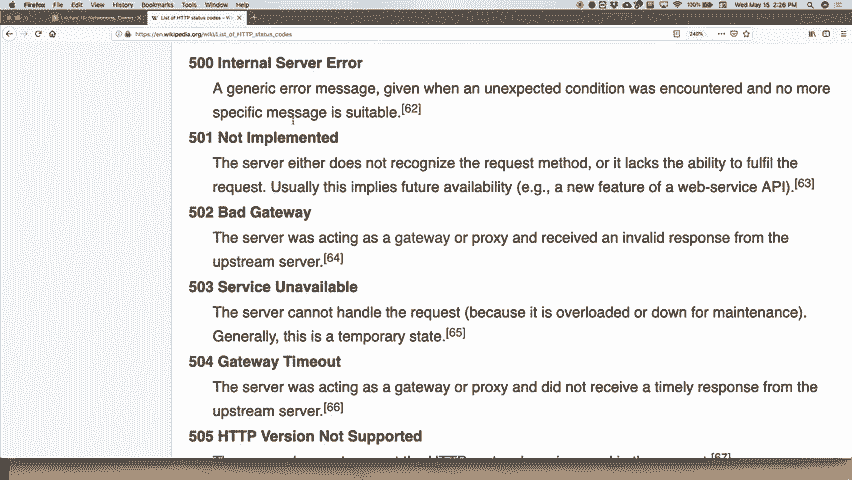 Firefox File Edit View History Bookmarks Tools Window Help 100% Wed May 15 2:26 PM
List of HTTP status codes – Wi
https://en.wikipedia.org/wiki/List_of_HTTP_status_codes 240%
500 Internal Server Error
A generic error message, given when an unexpected condition was encountered and no more
specific message is suitable.[62]
501 Not Implemented
The server either does not recognize the request method, or it lacks the ability to fulfil the
request. Usually this implies future availability (e.g., a new feature of a web-service API).[63]
502 Bad Gateway
The server was acting as a gateway or proxy and received an invalid response from the
upstream server.[64]
503 Service Unavailable
The server cannot handle the request (because it is overloaded or down for maintenance).
Generally, this is a temporary state.[65]
504 Gateway Timeout
The server was acting as a gateway or proxy and did not receive a timely response from the
upstream server.[66]
505 HTTP Version Not Supported